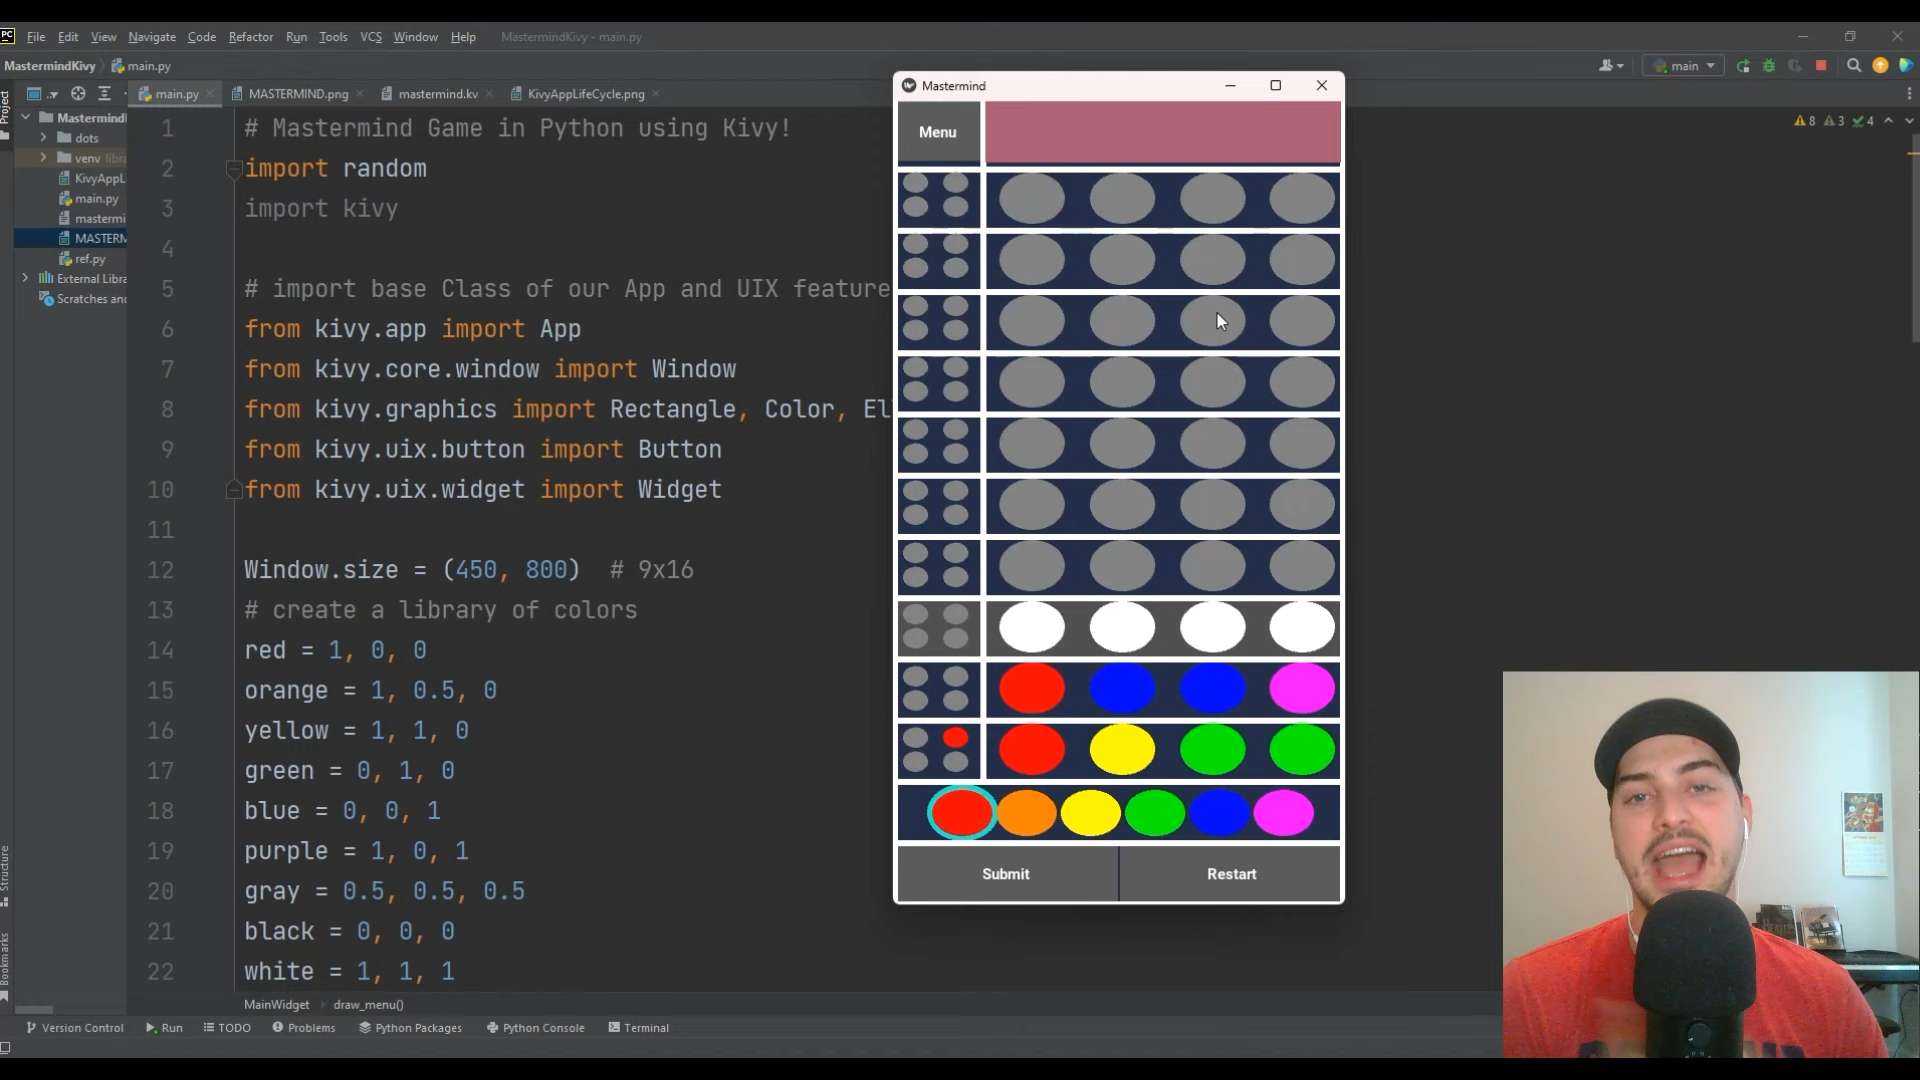 PC File Edit View Navigate Code Refactor Run Tools VCS Window Help MastermindKivy - main.py
MastermindKivy main.py
main
main.py MASTERMIND.png mastermind.kv KivyAppLifeCycle.png
Project
Mastermind
dots
venv libra
KivyAppL
main.py
mastermi
MASTERM
ref.py
External Libra
Scratches and
Structure
Bookmarks
8 3 4
1 # Mastermind Game in Python using Kivy!
2 import random
3 import kivy
4
5 # import base Class of our App and UIX feature
6 from kivy.app import App
7 from kivy.core.window import Window
8 from kivy.graphics import Rectangle, Color, El
9 from kivy.uix.button import Button
10 from kivy.uix.widget import Widget
11
12 Window.size = (450, 800) # 9x16
13 # create a library of colors
14 red = 1, 0, 0
15 orange = 1, 0.5, 0
16 yellow = 1, 1, 0
17 green = 0, 1, 0
18 blue = 0, 0, 1
19 purple = 1, 0, 1
20 gray = 0.5, 0.5, 0.5
21 black = 0, 0, 0
22 white = 1, 1, 1
MainWidget draw_menu()
Version Control Run TODO Problems Python Packages Python Console Terminal
Mastermind
Menu
Submit Restart